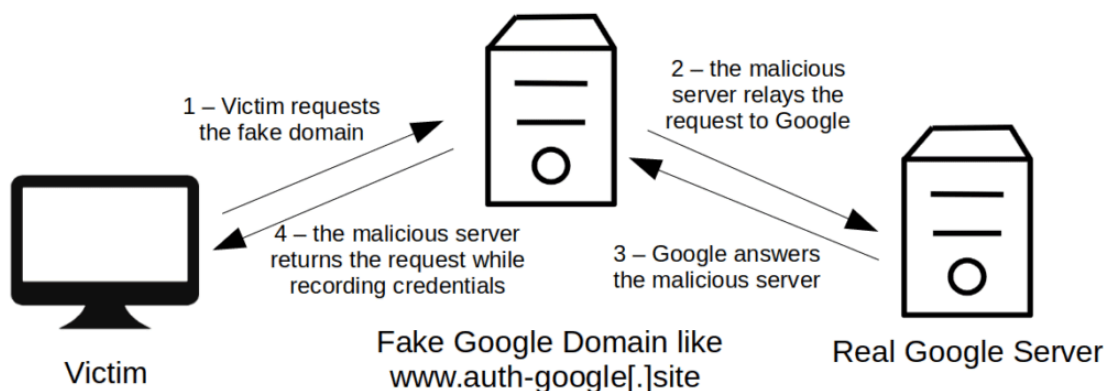 1 – Victim requests
the fake domain
2 – the malicious
server relays the
request to Google
4 – the malicious server
returns the request while
recording credentials
3 – Google answers
the malicious server
Victim
Fake Google Domain like
www.auth-google[.]site
Real Google Server